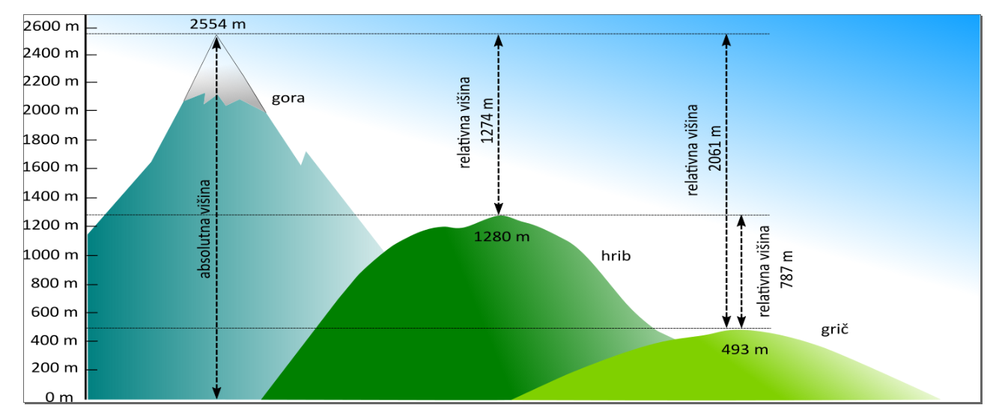 2600 m
2400 m
2200 m
2000 m
1800 m
1600 m
1400 m
1200 m
1000 m
800 m
600 m
400 m
200 m
0 m
2554 m
gora
absolutna višina
relativna višina
1274 m
1280 m
hrib
relativna višina
2061 m
relativna višina
787 m
grič
493 m